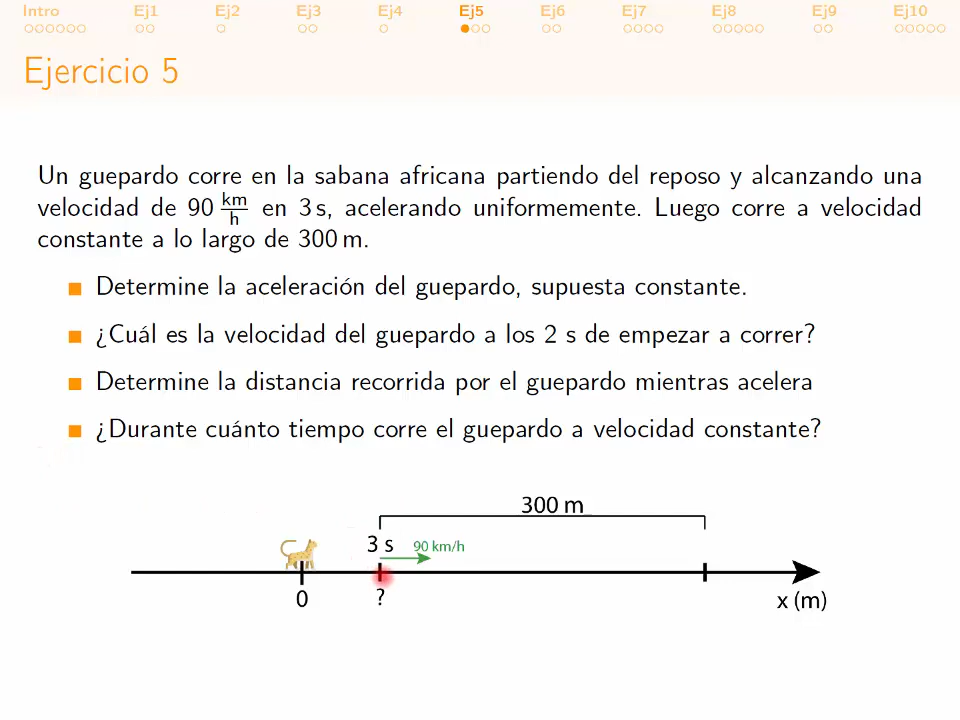 Intro Ej1 Ej2 Ej3 Ej4 Ej5 Ej6 Ej7 Ej8 Ej9 Ej10
Ejercicio 5
Un guepardo corre en la sabana africana partiendo del reposo y alcanzando una
velocidad de 90 km/h en 3 s, acelerando uniformemente. Luego corre a velocidad
constante a lo largo de 300 m.
Determine la aceleración del guepardo, supuesta constante.
¿Cuál es la velocidad del guepardo a los 2 s de empezar a correr?
Determine la distancia recorrida por el guepardo mientras acelera
¿Durante cuánto tiempo corre el guepardo a velocidad constante?
300 m
3 s 90 km/h
0 ? x (m)